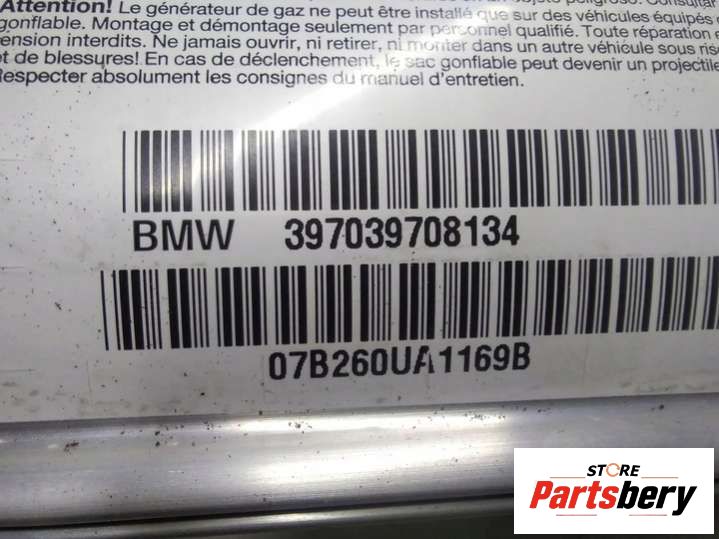 Attention! Le générateur de gaz ne peut être installé que sur des véhicules équipés
gonflable. Montage et démontage seulement par personnel qualifié. Toute réparation
interdits. Ne jamais ouvrir, ni retirer, ni monter dans un autre véhicule sous
de blessures! En cas de déclenchement, le sac gonflable peut devenir un projectile
Respecter absolument les consignes du manuel d'entretien.
BMW 397039708134
07B260UA1169B
STORE
Partsbery